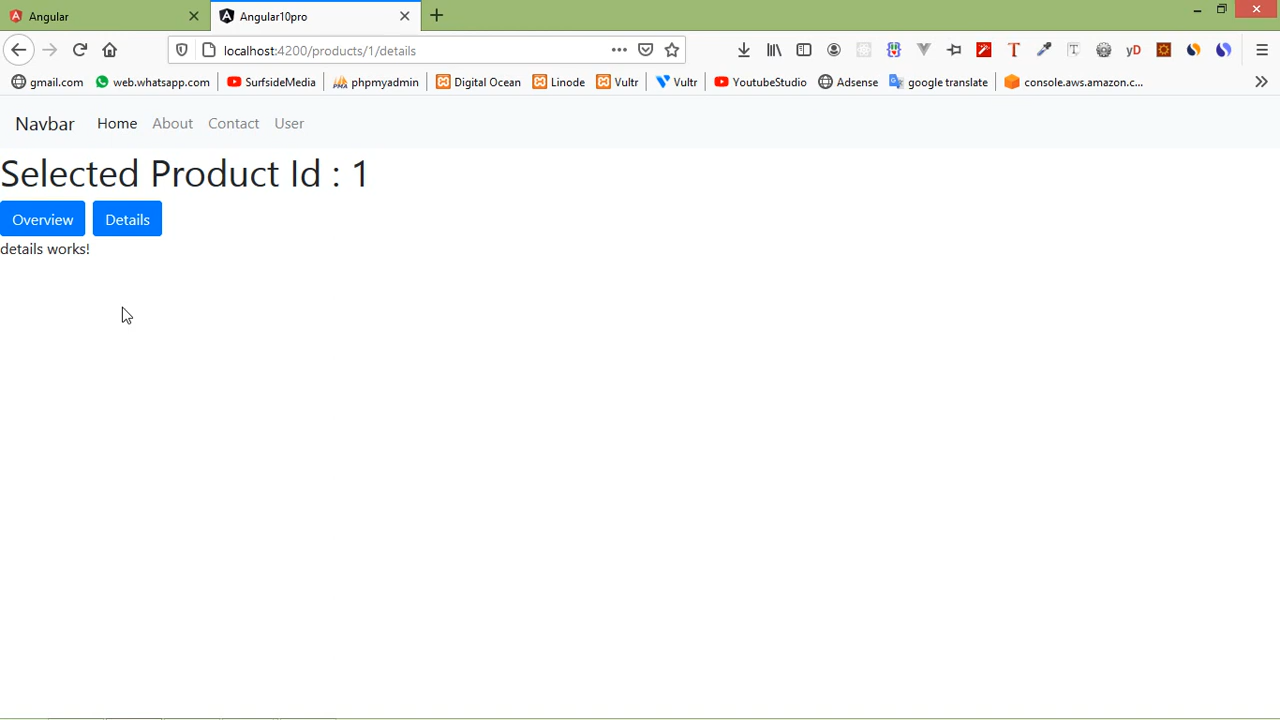 Angular
Angular10pro
localhost:4200/products/1/details
gmail.com web.whatsapp.com SurfsideMedia phpmyadmin Digital Ocean Linode Vultr Vultr YoutubeStudio Adsense google translate console.aws.amazon.c...
Navbar Home About Contact User
Selected Product Id : 1
Overview Details
details works!